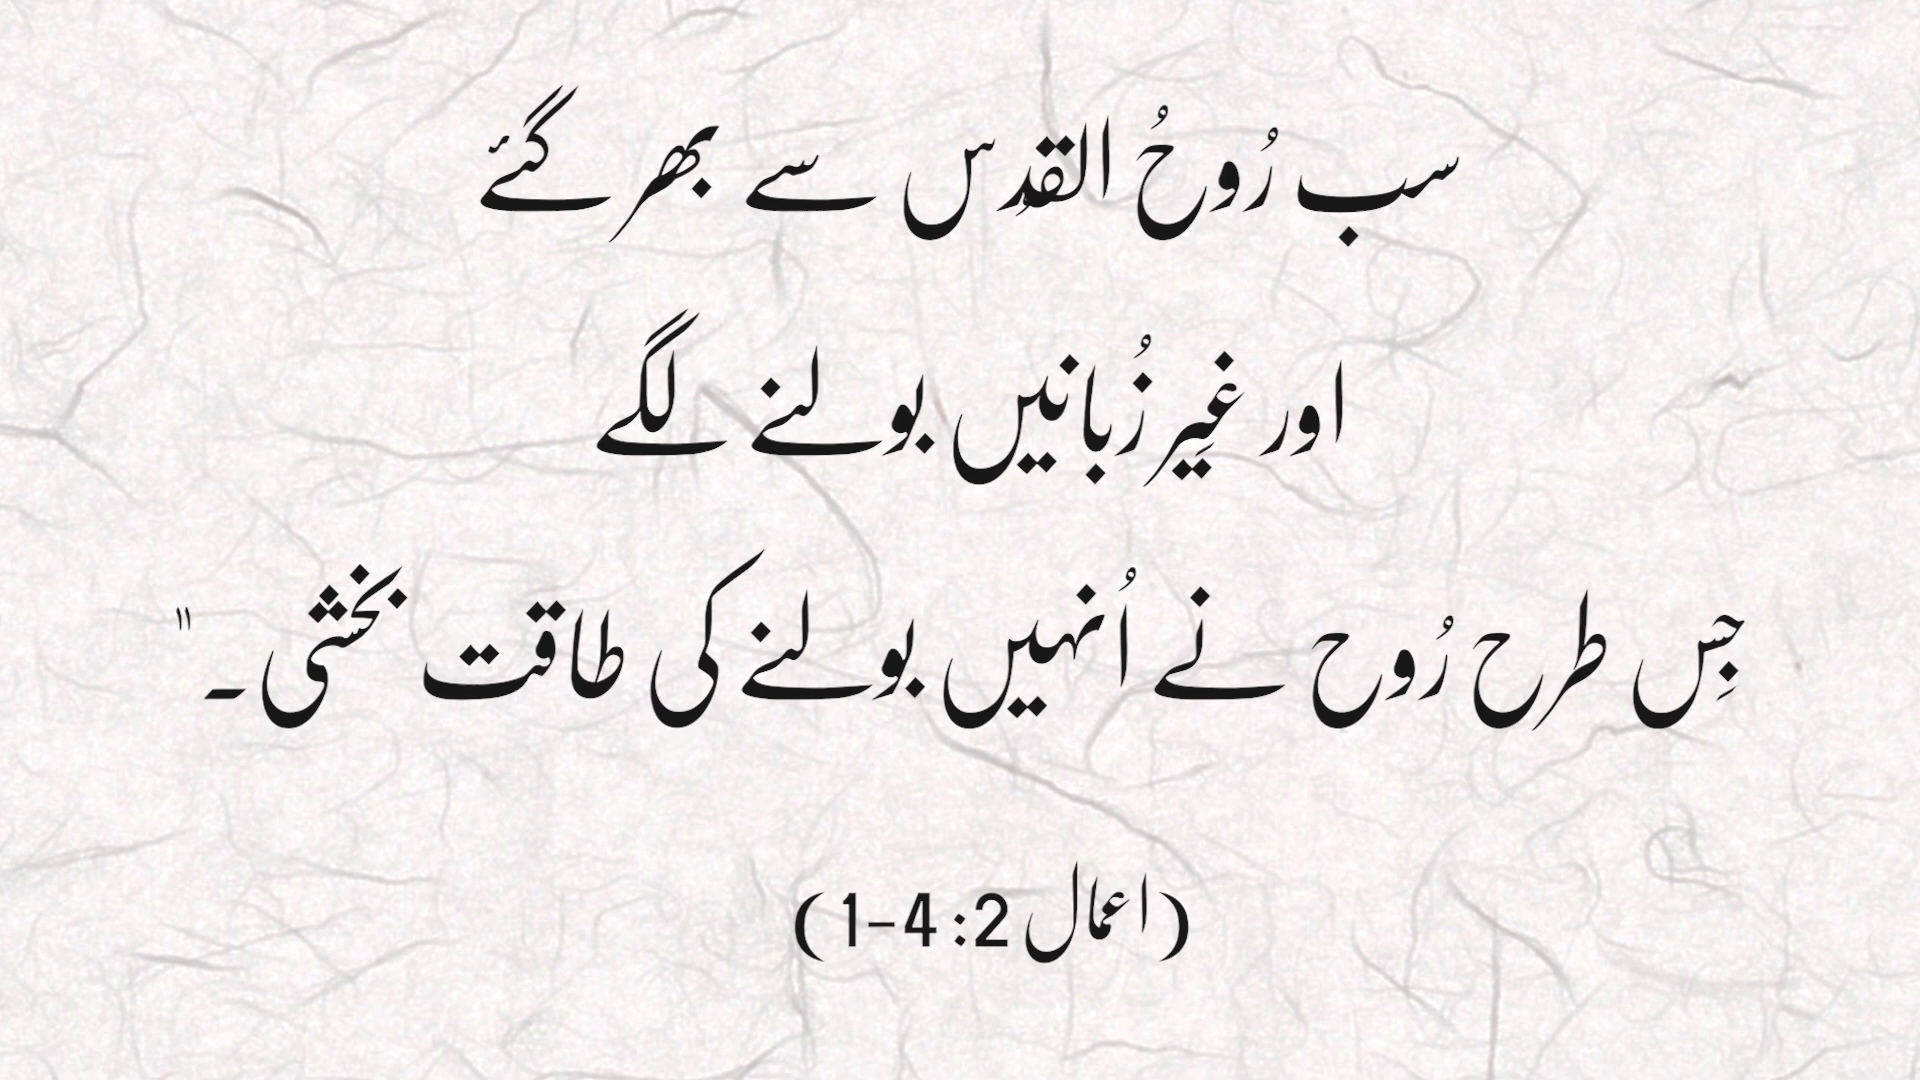 سب رُوحُ القدِس سے بھر گئے
اور غیر زُبانیں بولنے لگے
جِس طرح رُوح نے اُنہیں بولنے کی طاقت بخشی۔"
(اعمال 2: 4-1)